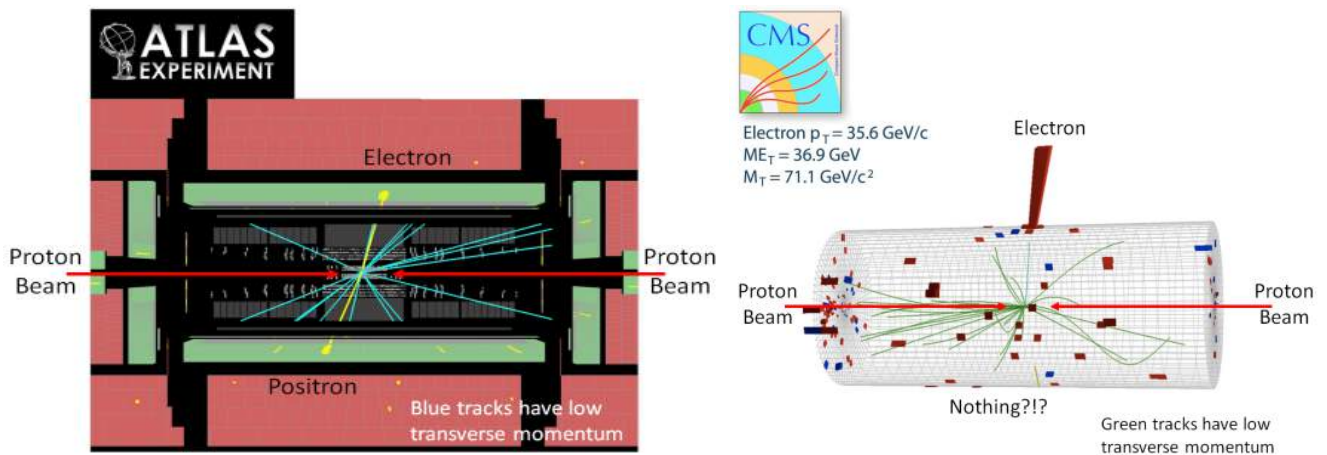 ATLAS
EXPERIMENT
Electron
Proton
Beam
Proton
Beam
Positron
Blue tracks have low
transverse momentum
CMS
Electron pT = 35.6 GeV/c
MET = 36.9 GeV
MT = 71.1 GeV/c²
Electron
Proton
Beam
Proton
Beam
Nothing?!?
Green tracks have low
transverse momentum